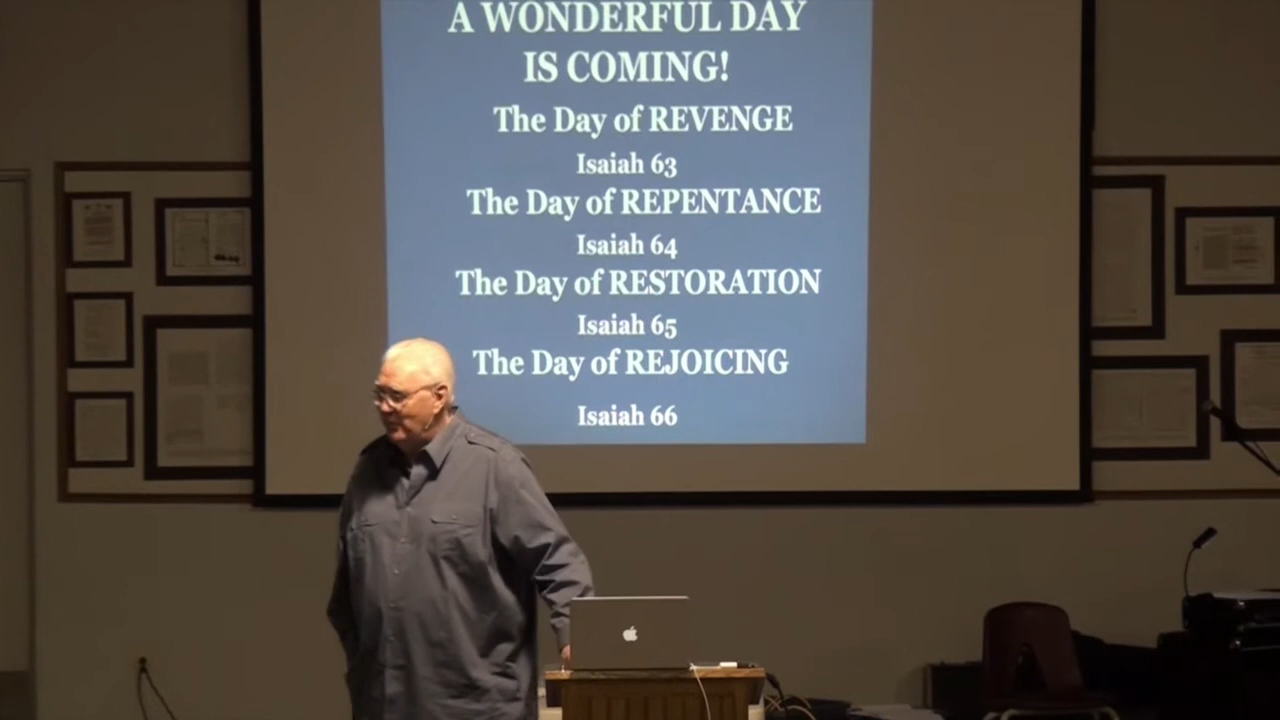 A WONDERFUL DAY
IS COMING!
The Day of REVENGE
Isaiah 63
The Day of REPENTANCE
Isaiah 64
The Day of RESTORATION
Isaiah 65
The Day of REJOICING
Isaiah 66